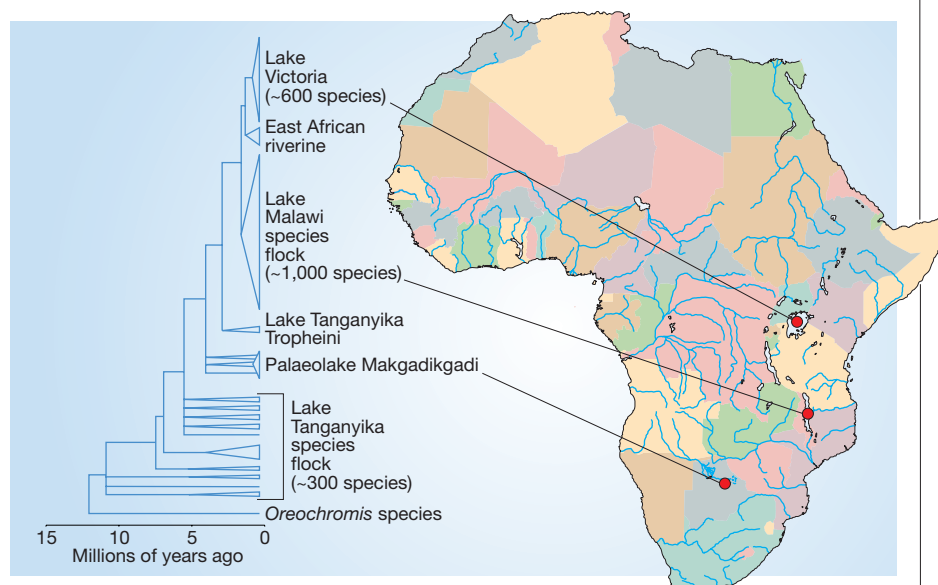 Lake
Victoria
(~600 species)
East African
riverine
Lake
Malawi
species
flock
(~1,000 species)
Lake Tanganyika
Tropheini
Palaeolake Makgadikgadi
Lake
Tanganyika
species
flock
(~300 species)
Oreochromis species
15 10 5 0
Millions of years ago